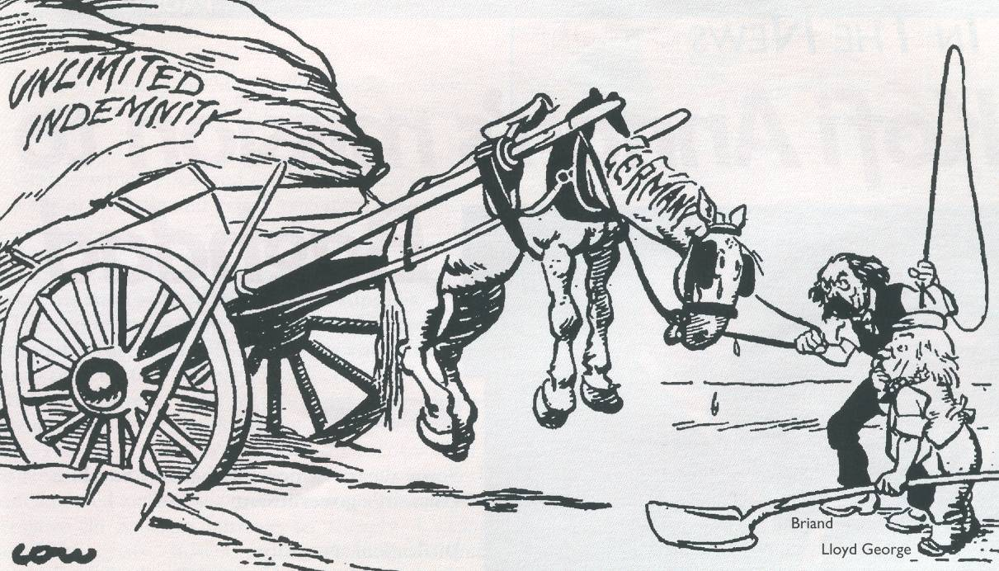 UNLIMITED
INDEMNITY
GERMANY
Briand
Lloyd George
LOW